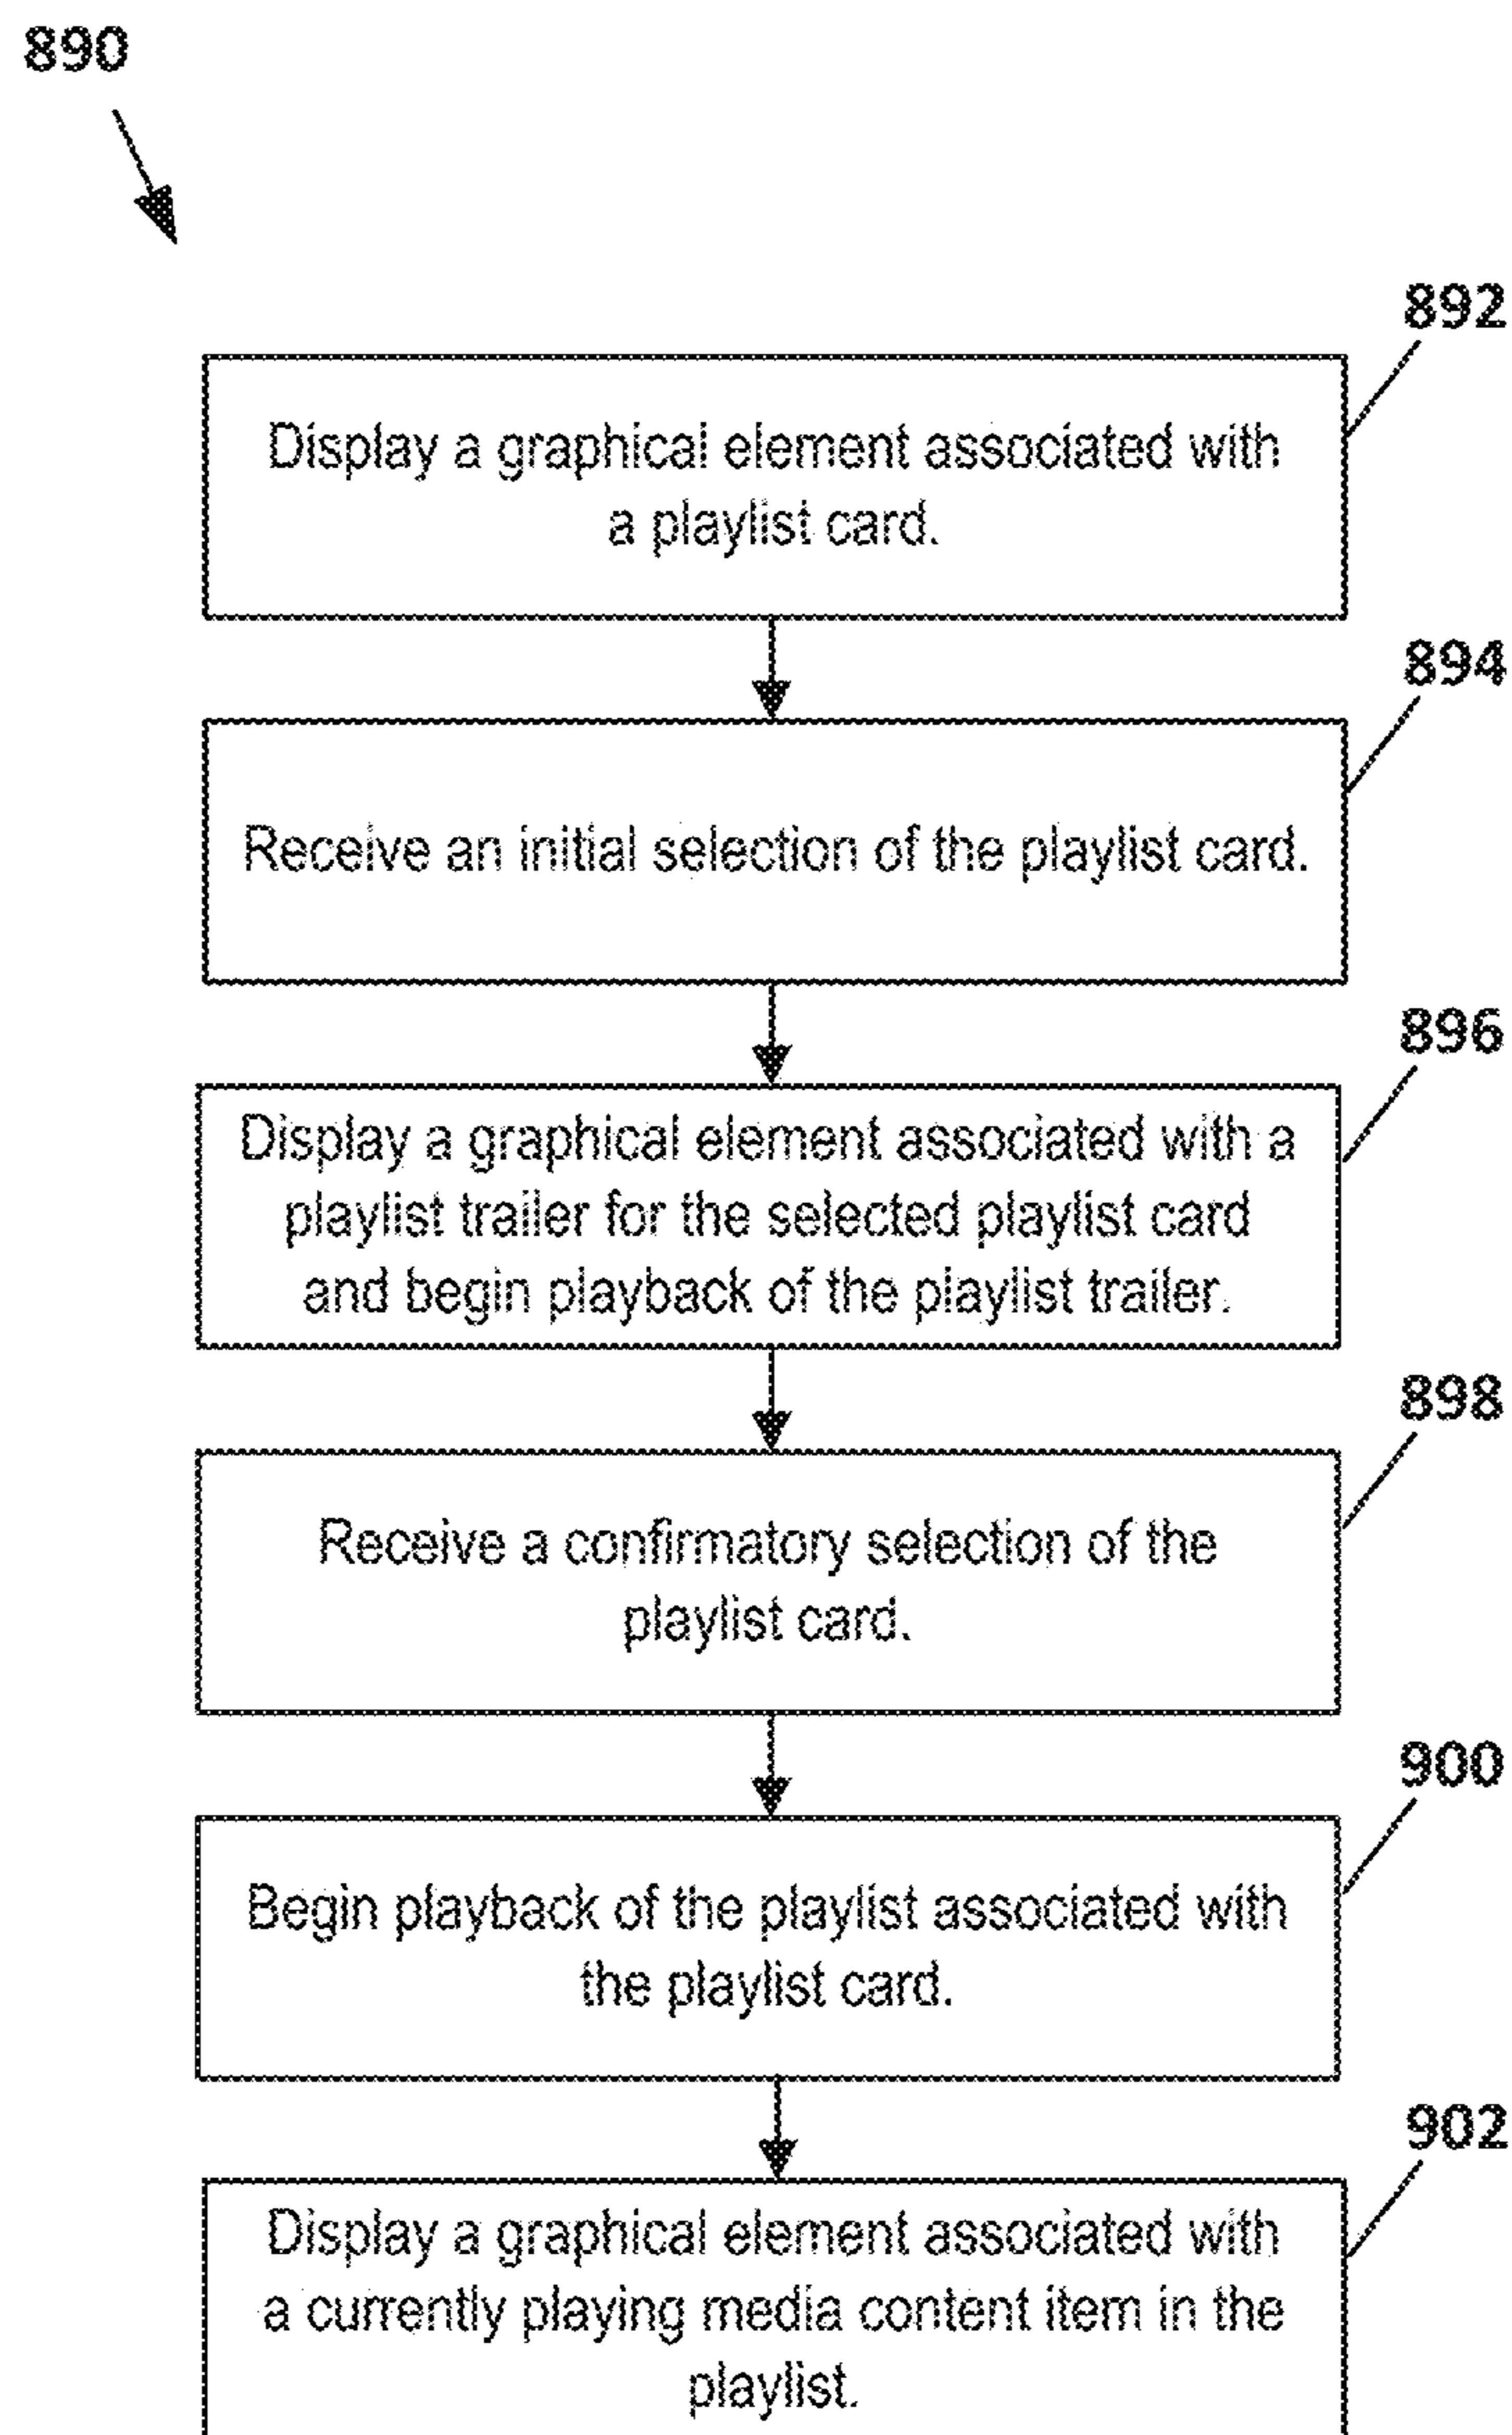 890
892
Display a graphical element associated with
a playlist card.
894
Receive an initial selection of the playlist card.
896
Display a graphical element associated with a
playlist trailer for the selected playlist card
and begin playback of the playlist trailer.
898
Receive a confirmatory selection of the
playlist card.
900
Begin playback of the playlist associated with
the playlist card.
902
Display a graphical element associated with
a currently playing media content item in the
playlist.